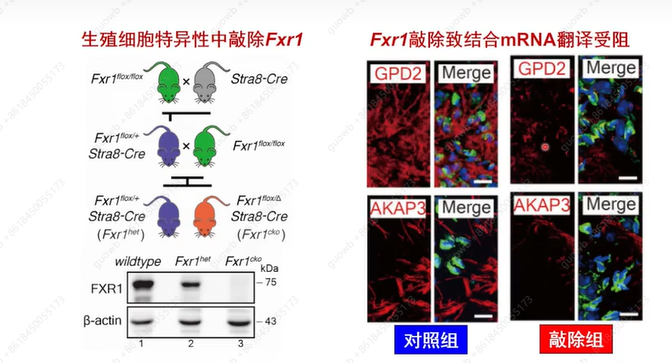 生殖细胞特异性中敲除Fxr1
Fxr1flox/flox
×
Stra8-Cre
Fxr1flox/+
Stra8-Cre
×
Fxr1flox/flox
Fxr1flox/+
Stra8-Cre
(Fxr1het)
Fxr1flox/Δ
Stra8-Cre
(Fxr1cko)
wildtype Fxr1het Fxr1cko
kDa
FXR1
75
β-actin
43
1 2 3
Fxr1敲除致结合mRNA翻译受阻
GPD2 Merge GPD2 Merge
AKAP3 Merge AKAP3 Merge
对照组 敲除组